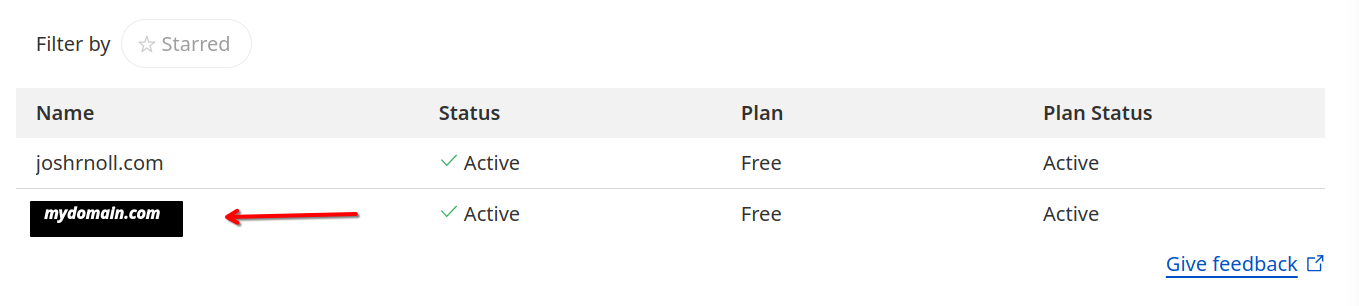 Filter by Starred
Name Status Plan Plan Status
joshrnoll.com Active Free Active
mydomain.com Active Free Active
Give feedback